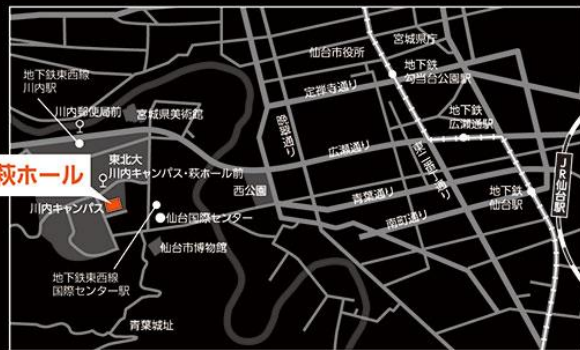 宮城県庁
仙台市役所
地下鉄
勾当台公園駅
地下鉄東西線
川内駅
定禅寺通り
川内郵便局前
宮城県美術館
地下鉄
広瀬通駅
晩翠通り
広瀬通り
東二番丁通り
JR仙台駅
萩ホール
東北大
川内キャンパス・萩ホール前
西公園
青葉通り
地下鉄
仙台駅
川内キャンパス
仙台国際センター
南町通り
仙台市博物館
地下鉄東西線
国際センター駅
青葉城址